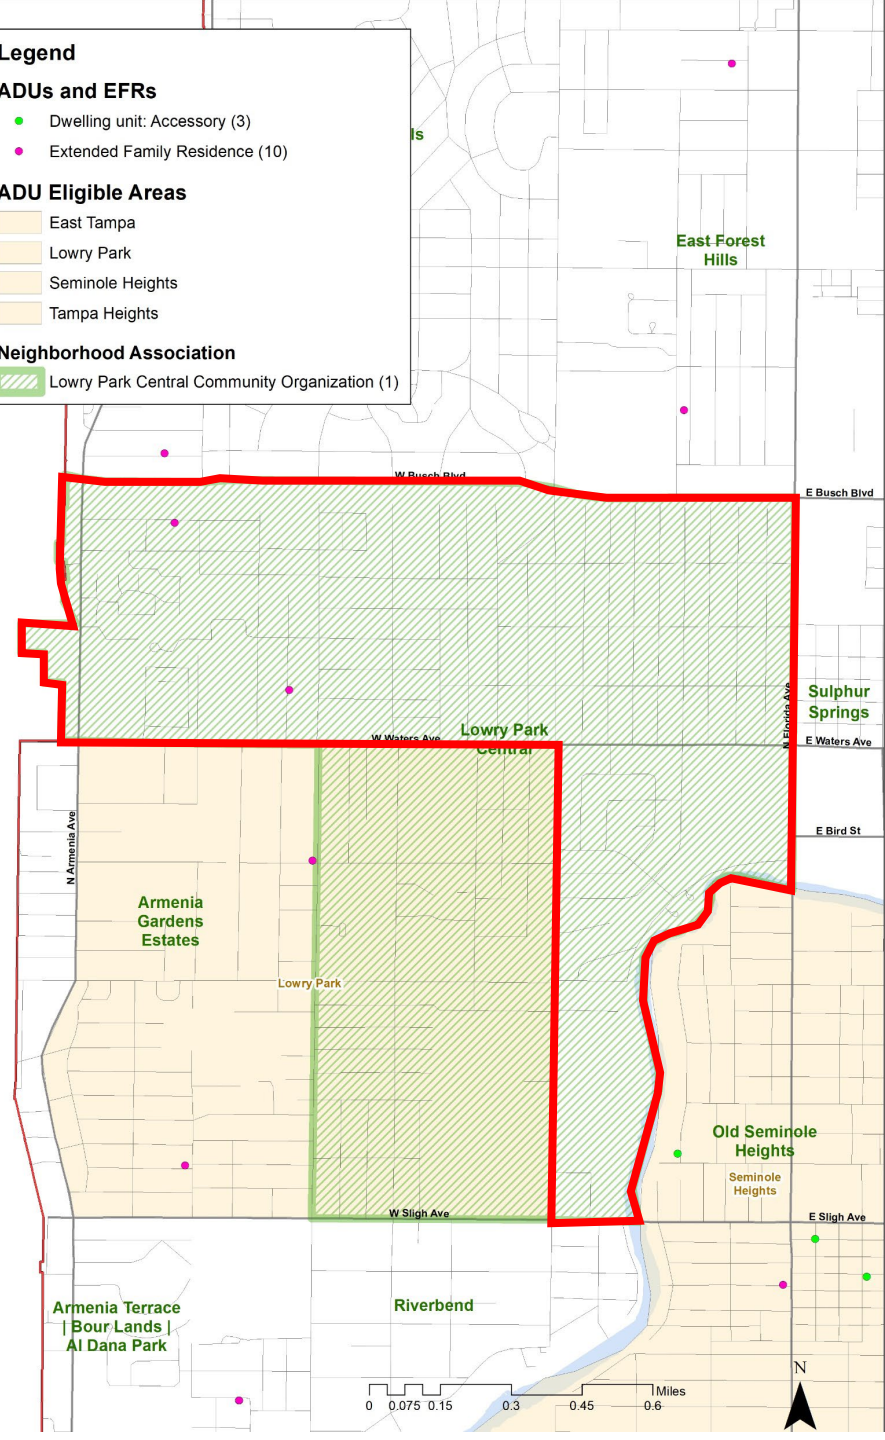 Legend
ADUs and EFRs
Dwelling unit: Accessory (3)
Extended Family Residence (10)
ADU Eligible Areas
East Tampa
Lowry Park
Seminole Heights
Tampa Heights
Neighborhood Association
Lowry Park Central Community Organization (1)
ls
East Forest
Hills
W Busch Blvd
E Busch Blvd
Sulphur
Springs
N Florida Ave
Lowry Park
Central
W Waters Ave
E Waters Ave
E Bird St
N Armenia Ave
Armenia
Gardens
Estates
Lowry Park
Old Seminole
Heights
Seminole
Heights
W Sligh Ave
E Sligh Ave
Armenia Terrace
| Bour Lands |
Al Dana Park
Riverbend
N
Miles
0 0.075 0.15 0.3 0.45 0.6